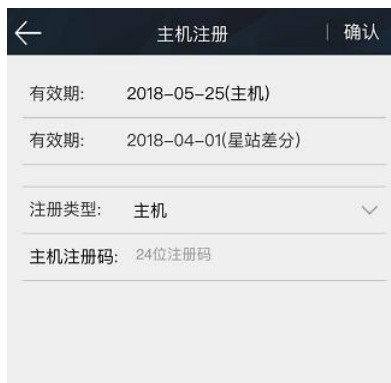 主机注册 确认
有效期: 2018-05-25(主机)
有效期: 2018-04-01(星站差分)
注册类型: 主机
主机注册码: 24位注册码